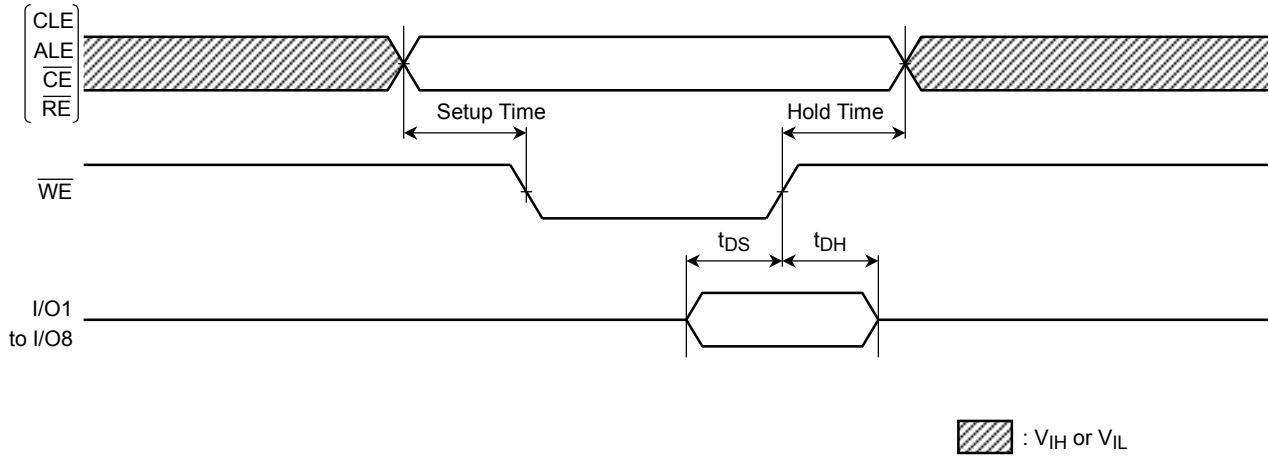 CLE
ALE
CE
RE
Setup Time
Hold Time
WE
tDS
tDH
I/O1
to I/O8
: VIH or VIL